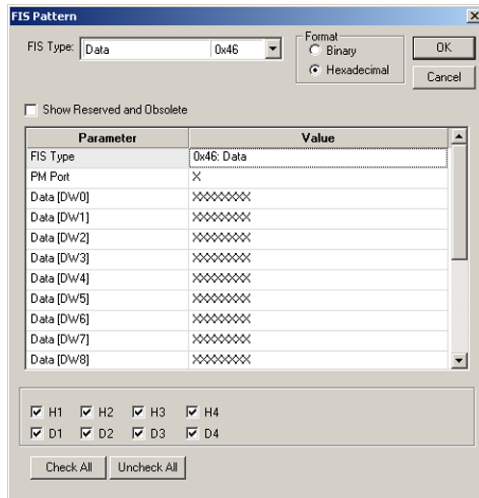 FIS Pattern
FIS Type: Data 0x46
Format
Binary
Hexadecimal
OK
Cancel
Show Reserved and Obsolete
Parameter Value
FIS Type 0x46: Data
PM Port X
Data [DW0] XXXXXXXX
Data [DW1] XXXXXXXX
Data [DW2] XXXXXXXX
Data [DW3] XXXXXXXX
Data [DW4] XXXXXXXX
Data [DW5] XXXXXXXX
Data [DW6] XXXXXXXX
Data [DW7] XXXXXXXX
Data [DW8] XXXXXXXX
H1 H2 H3 H4
D1 D2 D3 D4
Check All Uncheck All